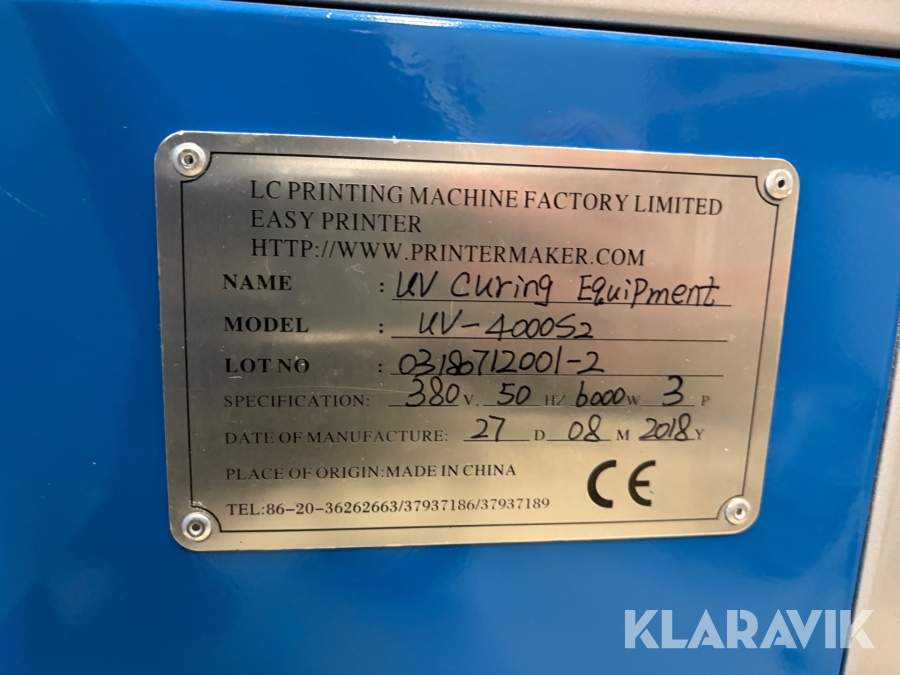 LC PRINTING MACHINE FACTORY LIMITED
EASY PRINTER
HTTP://WWW.PRINTERMAKER.COM
NAME : UV Curing EquiPment
MODEL : UV-4000S2
LOT NO : 03180712001-2
SPECIFICATION: 380 V. 50 HZ 6000 W 3 P
DATE OF MANUFACTURE: 27 D 08 M 2018 Y
PLACE OF ORIGIN:MADE IN CHINA
CE
TEL:86-20-36262663/37937186/37937189
KLARAVIK